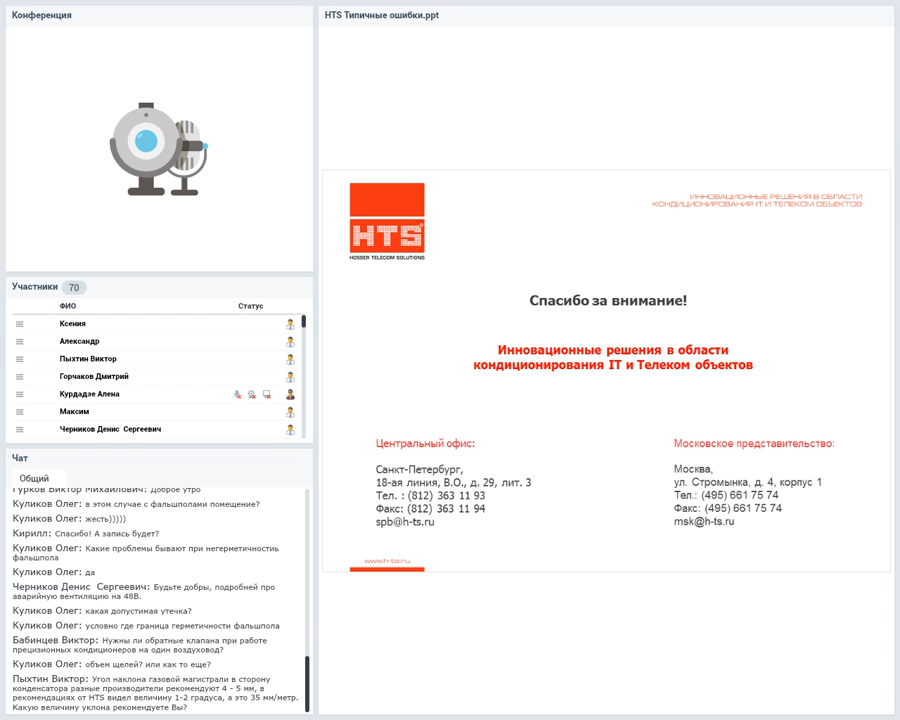 Конференция
Участники 70
ФИО Статус
Ксения
Александр
Пыхтин Виктор
Горчаков Дмитрий
Курдадзе Алена
Максим
Черников Денис Сергеевич
Чат
Общий
Гурков Виктор Михайлович: Доброе утро
Куликов Олег: в этом случае с фальшполами помещение?
Куликов Олег: жесть)))))
Кирилл: Спасибо! А запись будет?
Куликов Олег: Какие проблемы бывают при негерметичностиь
фальшпола
Куликов Олег: да
Черников Денис Сергеевич: Будьте добры, подробней про
аварийную вентиляцию на 48В.
Куликов Олег: какая допустимая утечка?
Куликов Олег: условно где граница герметичности фальшпола
Бабинцев Виктор: Нужны ли обратные клапана при работе
прецизионных кондиционеров на один воздуховод?
Куликов Олег: объем щелей? или как то еще?
Пыхтин Виктор: Угол наклона газовой магистрали в сторону
конденсатора разные производители рекомендуют 4 - 5 мм, в
рекомендациях от HTS видел величину 1-2 градуса, а это 35 мм/метр.
Какую величину уклона рекомендуете Вы?
HTS Типичные ошибки.ppt
HTS
HOSSER TELECOM SOLUTIONS
ИННОВАЦИОННЫЕ РЕШЕНИЯ В ОБЛАСТИ
КОНДИЦИОНИРОВАНИЯ IT И ТЕЛЕКОМ ОБЪЕКТОВ
Спасибо за внимание!
Инновационные решения в области
кондиционирования IT и Телеком объектов
Центральный офис:
Санкт-Петербург,
18-ая линия, В.О., д. 29, лит. 3
Тел. : (812) 363 11 93
Факс: (812) 363 11 94
spb@h-ts.ru
Московское представительство:
Москва,
ул. Стромынка, д. 4, корпус 1
Тел.: (495) 661 75 74
Факс: (495) 661 75 74
msk@h-ts.ru
www.h-ts.ru